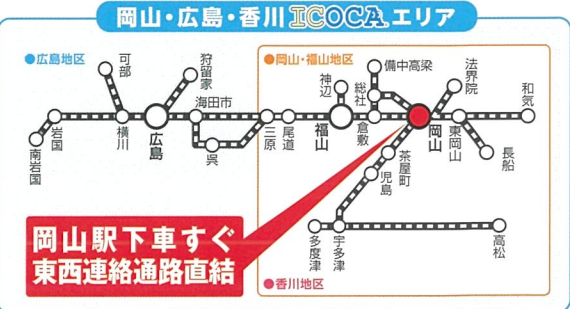 岡山・広島・香川ICOCAエリア
●広島地区
●岡山・福山地区
可部
狩留家
備中高梁
法界院
神辺
総社
和気
海田市
岩国
横川
広島
三原
尾道
福山
倉敷
岡山
東岡山
南岩国
呉
茶屋町
長船
児島
岡山駅下車すぐ
東西連絡通路直結
多度津
宇多津
高松
●香川地区